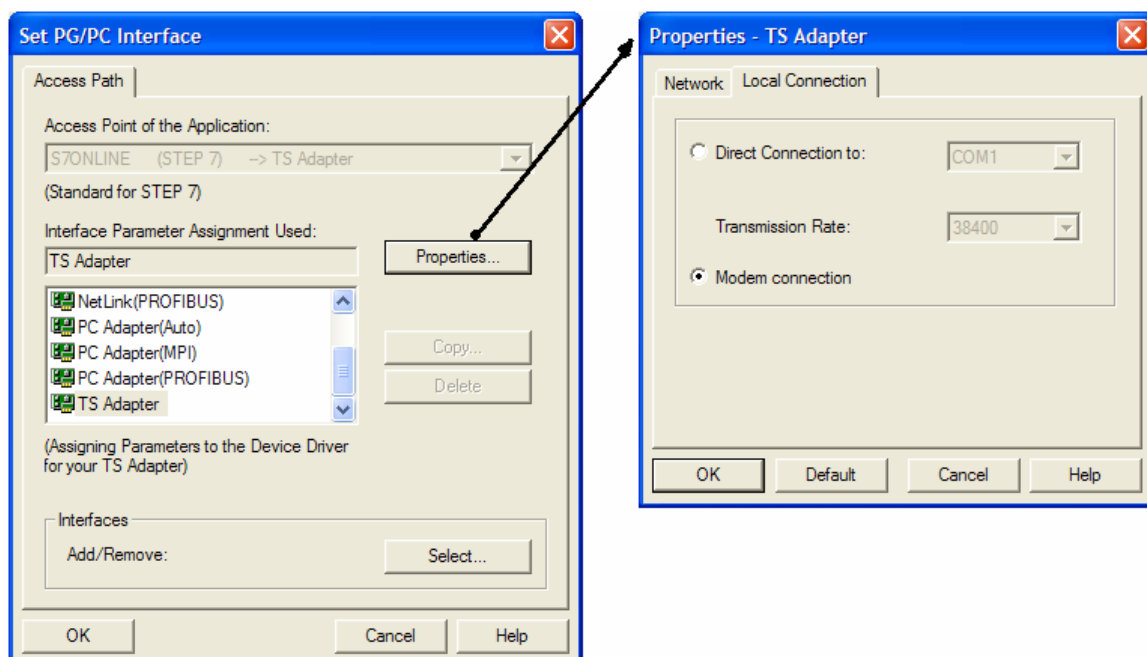 Set PG/PC Interface
Access Path
Access Point of the Application:
S7ONLINE (STEP 7) --> TS Adapter
(Standard for STEP 7)
Interface Parameter Assignment Used:
TS Adapter
Properties...
NetLink(PROFIBUS)
PC Adapter(Auto)
PC Adapter(MPI)
PC Adapter(PROFIBUS)
TS Adapter
Copy...
Delete
(Assigning Parameters to the Device Driver
for your TS Adapter)
Interfaces
Add/Remove:
Select...
OK
Cancel
Help
Properties - TS Adapter
Network
Local Connection
Direct Connection to:
COM1
Transmission Rate:
38400
Modem connection
OK
Default
Cancel
Help